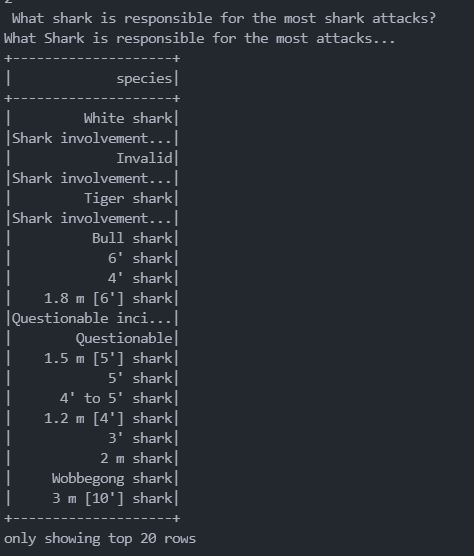 What shark is responsible for the most shark attacks?
What Shark is responsible for the most attacks...
+--------------------+
|             species|
+--------------------+
|         White shark|
|Shark involvement...|
|             Invalid|
|Shark involvement...|
|         Tiger shark|
|Shark involvement...|
|          Bull shark|
|            6' shark|
|            4' shark|
|    1.8 m [6'] shark|
|Questionable inci...|
|        Questionable|
|    1.5 m [5'] shark|
|            5' shark|
|      4' to 5' shark|
|    1.2 m [4'] shark|
|            3' shark|
|           2 m shark|
|     Wobbegong shark|
|     3 m [10'] shark|
+--------------------+
only showing top 20 rows